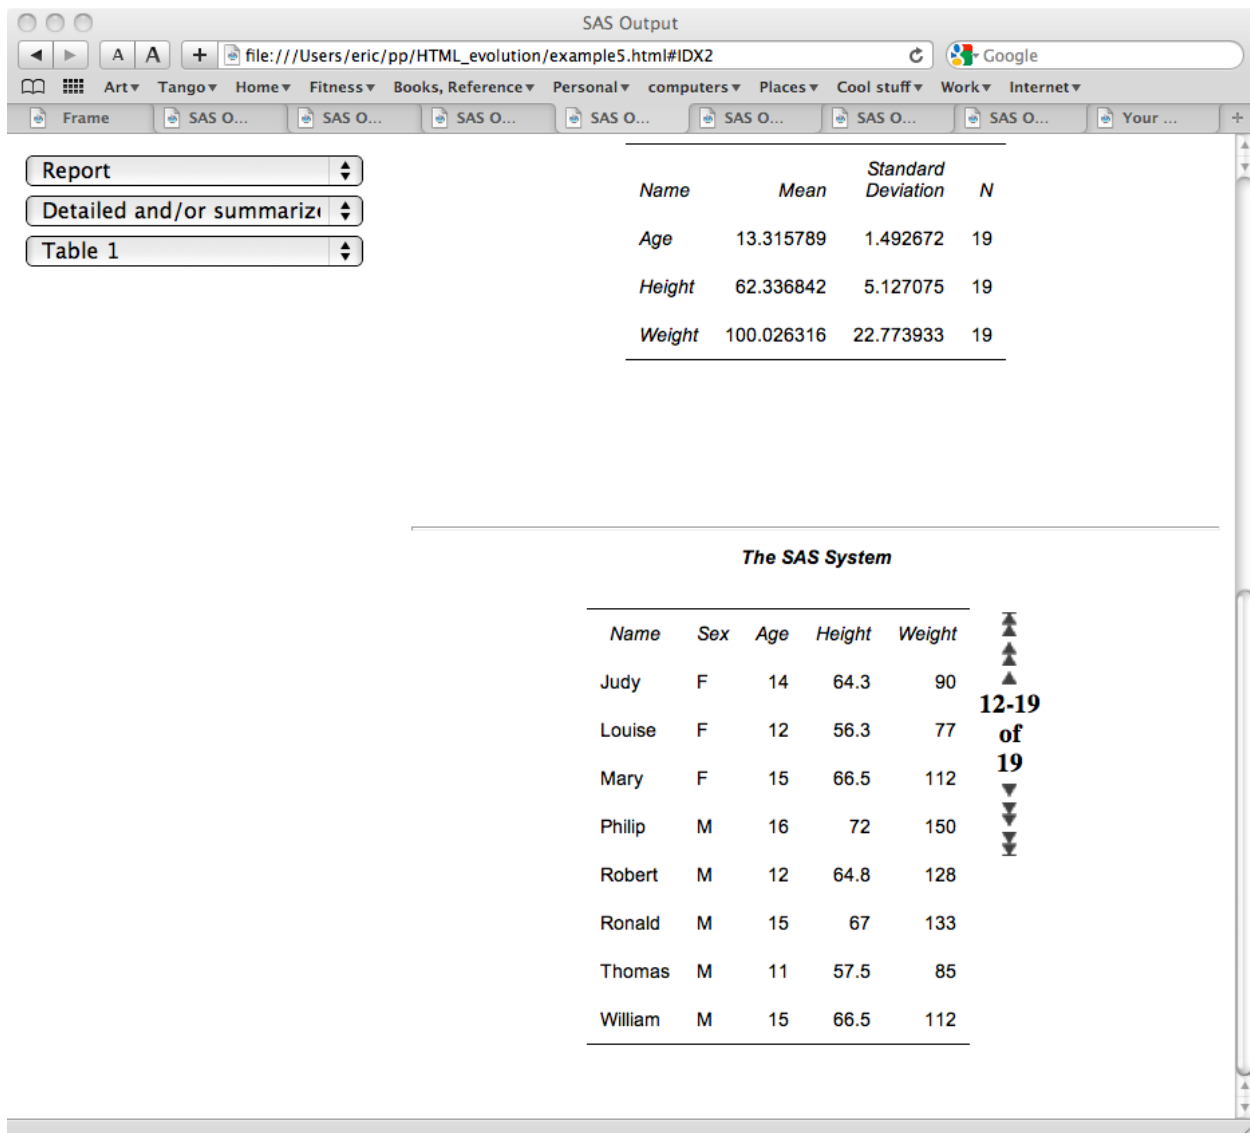 SAS Output
A A + file:///Users/eric/pp/HTML_evolution/example5.html#IDX2 Google
Art Tango Home Fitness Books, Reference Personal computers Places Cool stuff Work Internet
Frame SAS O... SAS O... SAS O... SAS O... SAS O... SAS O... SAS O... Your ... +
Report
Detailed and/or summariz
Table 1
Standard
Name Mean Deviation N
Age 13.315789 1.492672 19
Height 62.336842 5.127075 19
Weight 100.026316 22.773933 19
The SAS System
Name Sex Age Height Weight
Judy F 14 64.3 90
Louise F 12 56.3 77
Mary F 15 66.5 112
Philip M 16 72 150
Robert M 12 64.8 128
Ronald M 15 67 133
Thomas M 11 57.5 85
William M 15 66.5 112
12-19
of
19